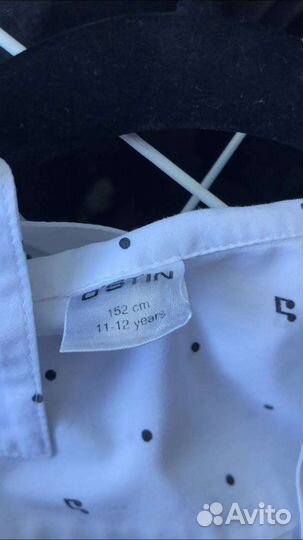 O'STIN
152 cm
11-12 years
Avito